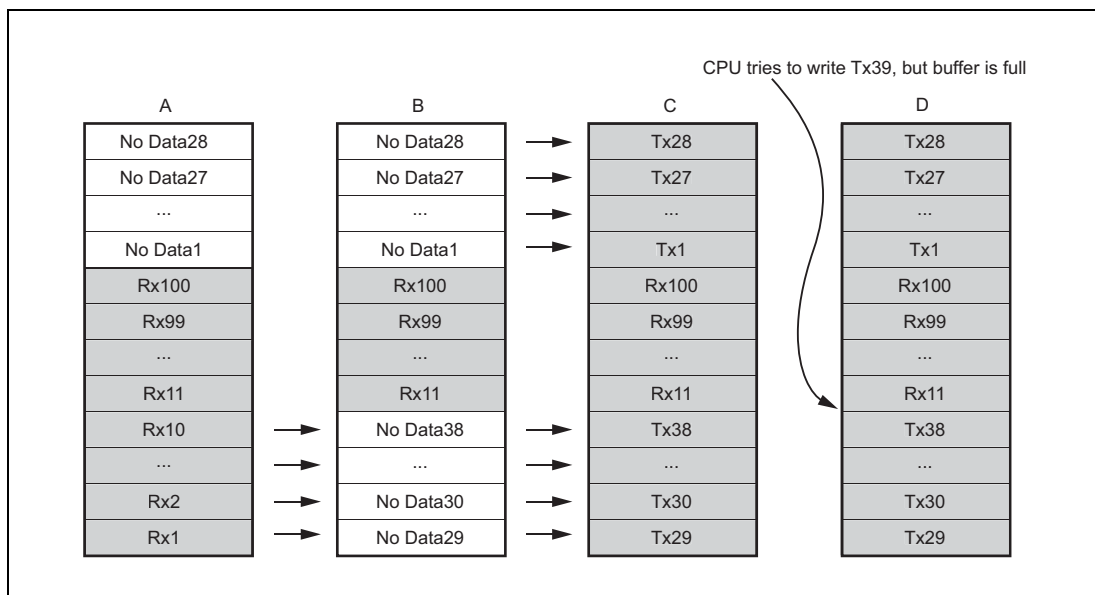 CPU tries to write Tx39, but buffer is full
A B C D
No Data28 No Data28 Tx28 Tx28
No Data27 No Data27 Tx27 Tx27
... ... ... ...
No Data1 No Data1 Tx1 Tx1
Rx100 Rx100 Rx100 Rx100
Rx99 Rx99 Rx99 Rx99
... ... ... ...
Rx11 Rx11 Rx11 Rx11
Rx10 No Data38 Tx38 Tx38
... ... ... ...
Rx2 No Data30 Tx30 Tx30
Rx1 No Data29 Tx29 Tx29